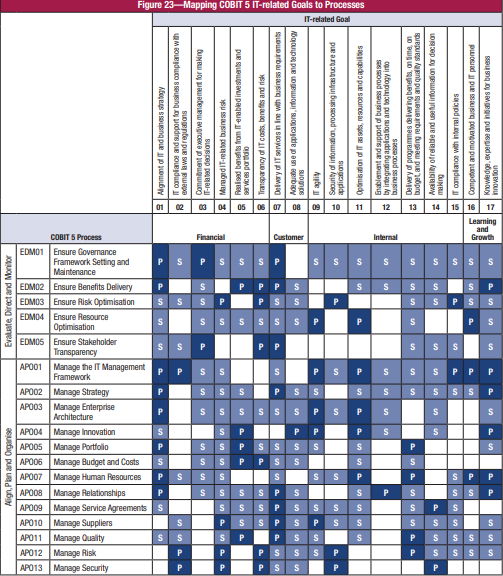 Figure 23—Mapping COBIT 5 IT-related Goals to Processes
IT-related Goal
Alignment of IT and business strategy
IT compliance and support for business compliance with
external laws and regulations
Commitment of executive management for making
IT-related decisions
Managed IT-related business risk
Realised benefits from IT-enabled investments and
services portfolio
Transparency of IT costs, benefits and risk
Delivery of IT services in line with business requirements
Adequate use of applications, information and technology
solutions
IT agility
Security of information, processing infrastructure and
applications
Optimisation of IT assets, resources and capabilities
Enablement and support of business processes
by integrating applications and technology into
business processes
Delivery of programmes delivering benefits, on time, on
budget, and meeting requirements and quality standards
Availability of reliable and useful information for decision
making
IT compliance with internal policies
Competent and motivated business and IT personnel
Knowledge, expertise and initiatives for business
innovation
01 02 03 04 05 06 07 08 09 10 11 12 13 14 15 16 17
COBIT 5 Process Financial Customer Internal Learning
and
Growth
Evaluate, Direct and Monitor
EDM01 Ensure Governance
Framework Setting and
Maintenance
P S P S S S P S S S S S S S S S
EDM02 Ensure Benefits Delivery P S P P P S S S S S S P
EDM03 Ensure Risk Optimisation S S S P P S S P S S P S S
EDM04 Ensure Resource
Optimisation
S S S S S S S P P S P S
EDM05 Ensure Stakeholder
Transparency
S S P P P S S S S
Align, Plan and Organise
APO01 Manage the IT Management
Framework
P P S S S P S P S S S P P P
APO02 Manage Strategy P S S S P S S S S S S S S P
APO03 Manage Enterprise
Architecture
P S S S S S S P S P S S S
APO04 Manage Innovation S S P P P P S S P
APO05 Manage Portfolio P S S P S S S S S P S
APO06 Manage Budget and Costs S S S P P S S S S
APO07 Manage Human Resources P S S S S S S P P S P P
APO08 Manage Relationships P S S S S P S S P S S S P
APO09 Manage Service Agreements S S S S P S S S S S P S
APO10 Manage Suppliers S P S S P S P S S S S S S
APO11 Manage Quality S S S P P S S S P S S S S
APO12 Manage Risk P P P S S S P P S S S S
APO13 Manage Security P P P S S P P